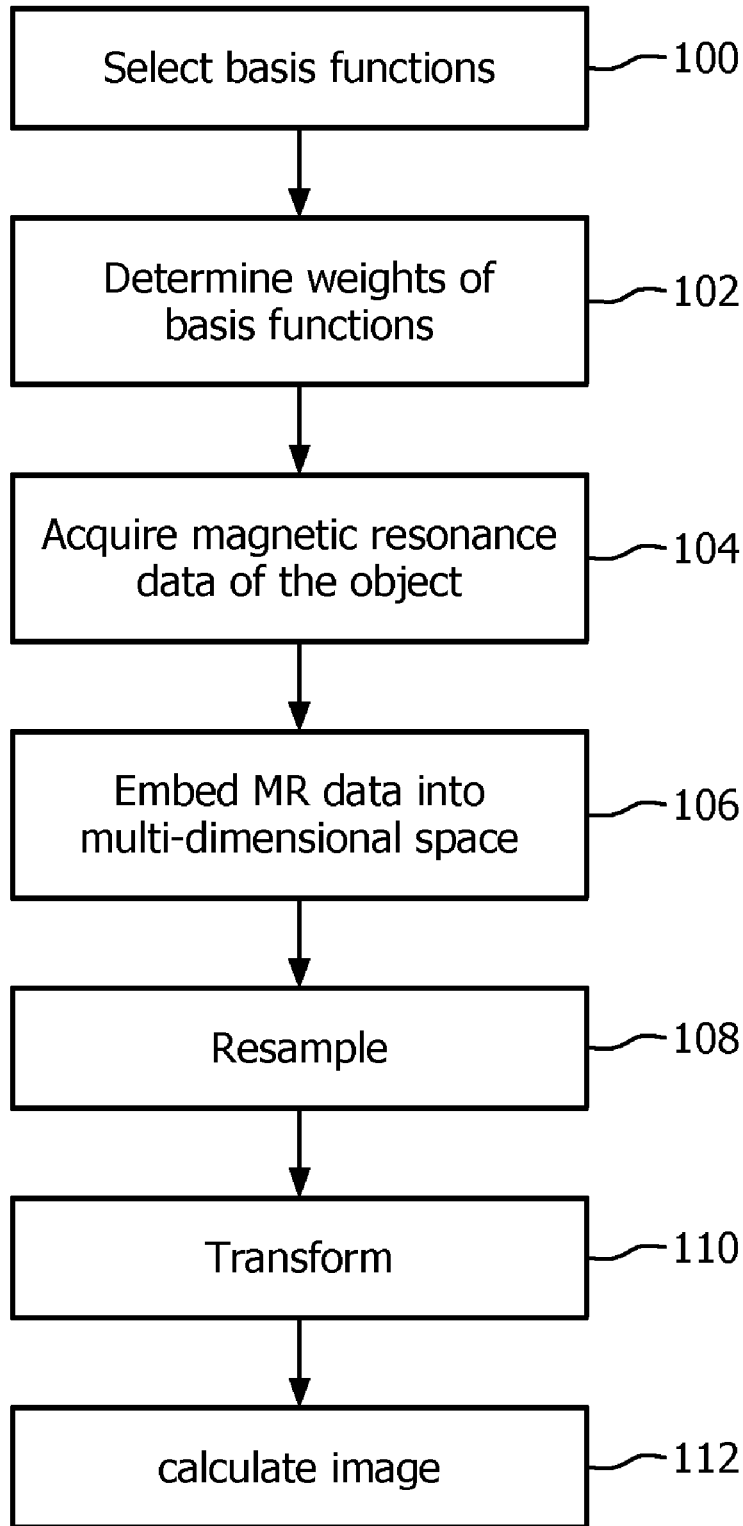 Select basis functions
100
Determine weights of
basis functions
102
Acquire magnetic resonance
data of the object
104
Embed MR data into
multi-dimensional space
106
Resample
108
Transform
110
calculate image
112